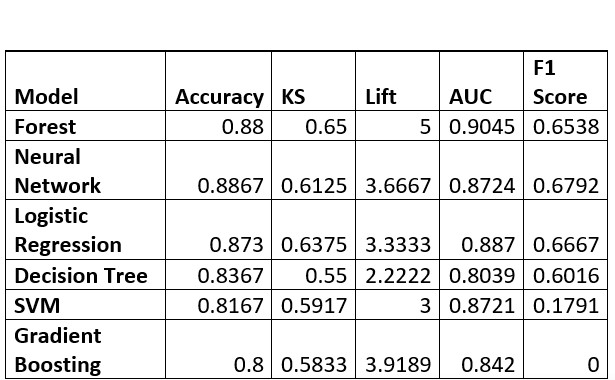 Model Accuracy KS Lift AUC F1 Score
Forest 0.88 0.65 5 0.9045 0.6538
Neural Network 0.8867 0.6125 3.6667 0.8724 0.6792
Logistic Regression 0.873 0.6375 3.3333 0.887 0.6667
Decision Tree 0.8367 0.55 2.2222 0.8039 0.6016
SVM 0.8167 0.5917 3 0.8721 0.1791
Gradient Boosting 0.8 0.5833 3.9189 0.842 0